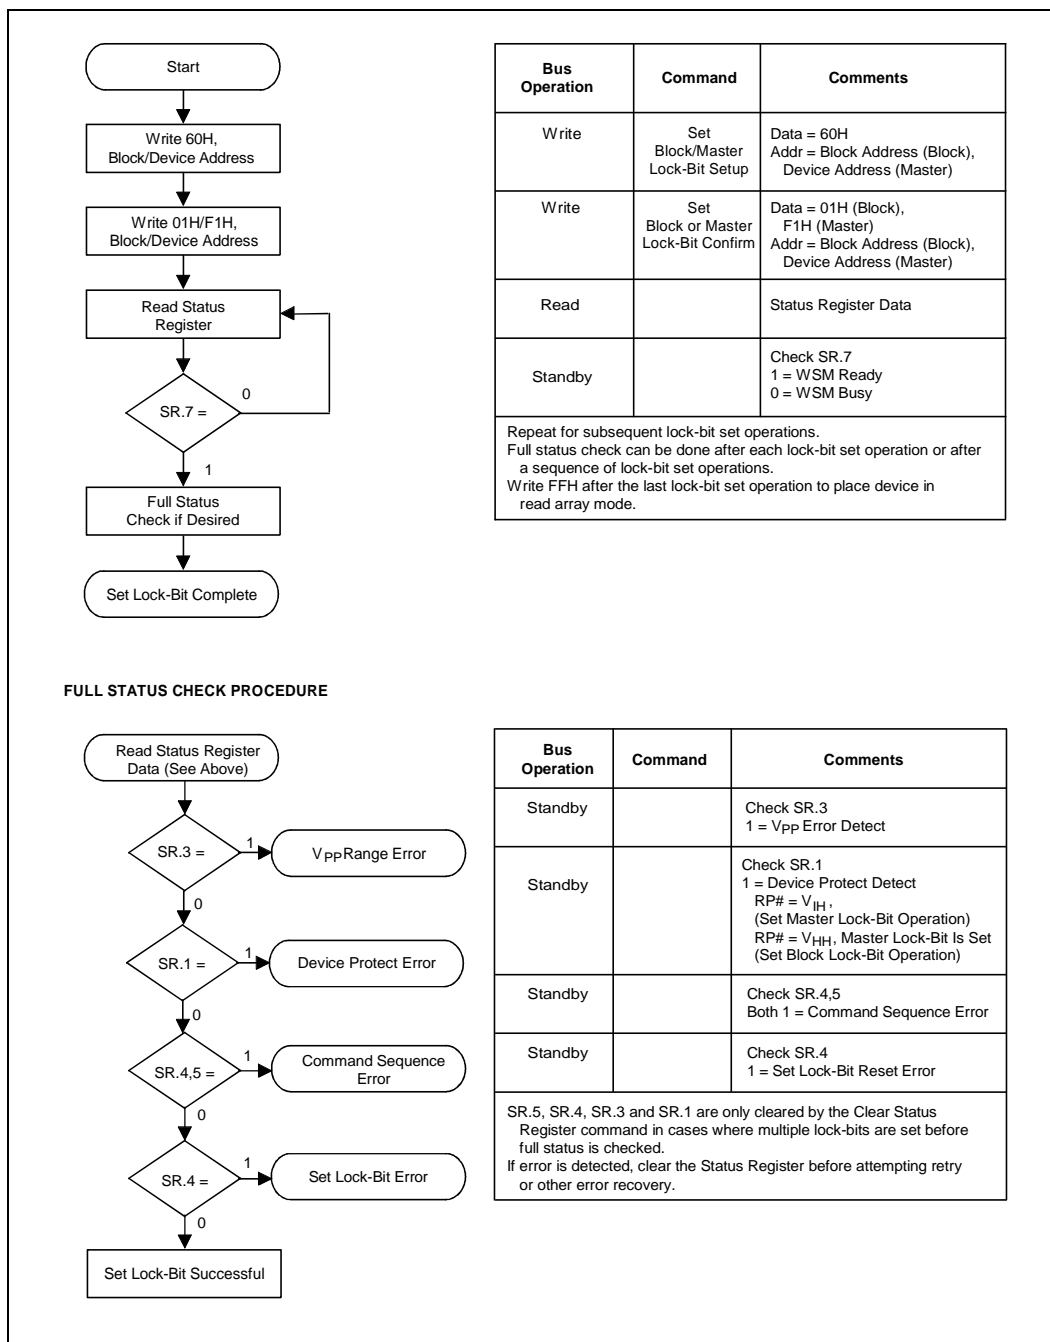 Start
Write 60H,
Block/Device Address
Write 01H/F1H,
Block/Device Address
Read Status
Register
0
SR.7 =
1
Full Status
Check if Desired
Set Lock-Bit Complete
Bus
Operation
Command
Comments
Write
Set
Block/Master
Lock-Bit Setup
Data = 60H
Addr = Block Address (Block),
Device Address (Master)
Write
Set
Block or Master
Lock-Bit Confirm
Data = 01H (Block),
F1H (Master)
Addr = Block Address (Block),
Device Address (Master)
Read
Status Register Data
Standby
Check SR.7
1 = WSM Ready
0 = WSM Busy
Repeat for subsequent lock-bit set operations.
Full status check can be done after each lock-bit set operation or after
a sequence of lock-bit set operations.
Write FFH after the last lock-bit set operation to place device in
read array mode.
FULL STATUS CHECK PROCEDURE
Read Status Register
Data (See Above)
SR.3 =
1
VPP Range Error
0
SR.1 =
1
Device Protect Error
0
SR.4,5 =
1
Command Sequence
Error
0
SR.4 =
1
Set Lock-Bit Error
0
Set Lock-Bit Successful
Bus
Operation
Command
Comments
Standby
Check SR.3
1 = VPP Error Detect
Standby
Check SR.1
1 = Device Protect Detect
RP# = VIH,
(Set Master Lock-Bit Operation)
RP# = VHH, Master Lock-Bit Is Set
(Set Block Lock-Bit Operation)
Standby
Check SR.4,5
Both 1 = Command Sequence Error
Standby
Check SR.4
1 = Set Lock-Bit Reset Error
SR.5, SR.4, SR.3 and SR.1 are only cleared by the Clear Status
Register command in cases where multiple lock-bits are set before
full status is checked.
If error is detected, clear the Status Register before attempting retry
or other error recovery.